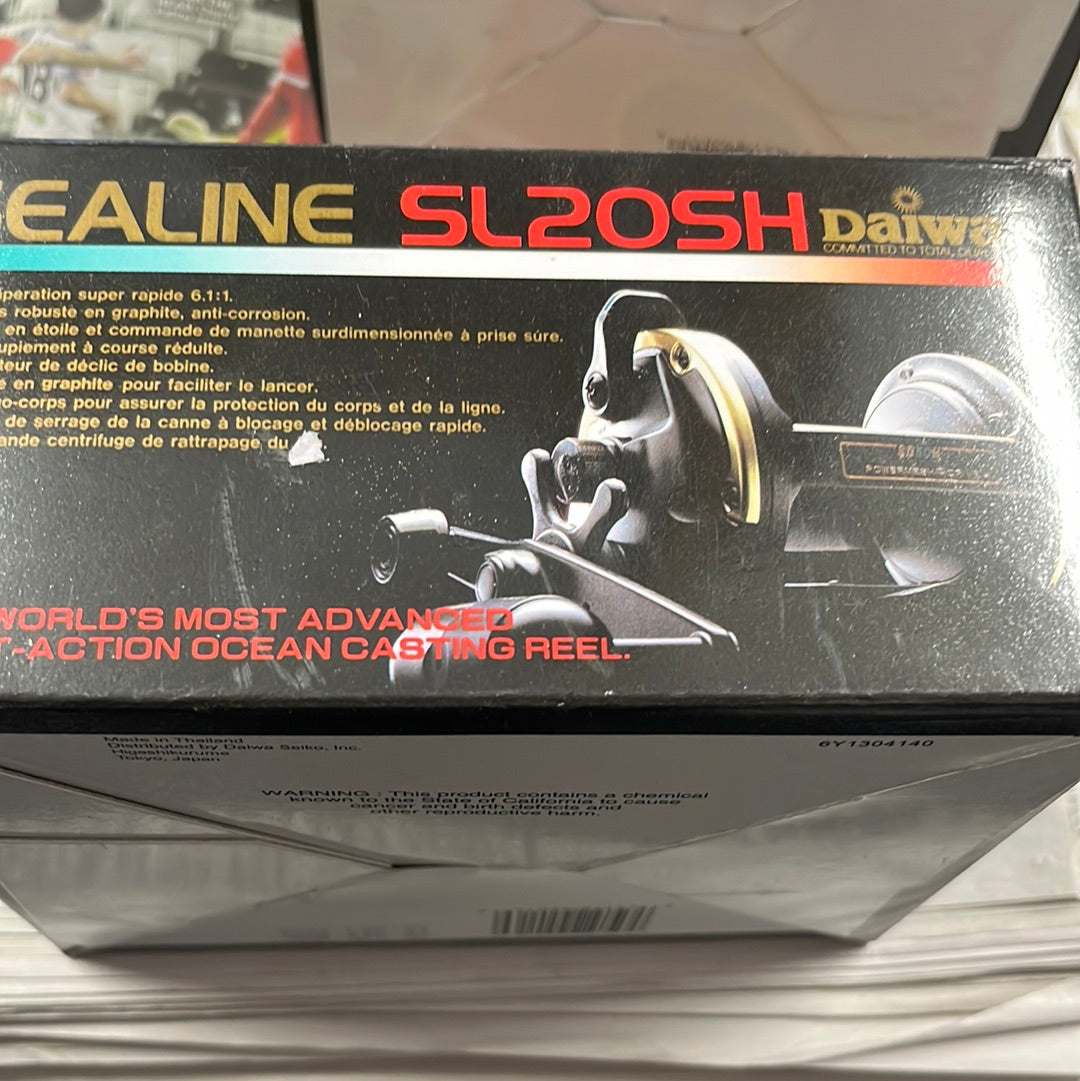 EALINE SL20SH Daiwa
COMMITTED TO TOTAL
peration super rapide 6.1:1.
s robuste en graphite, anti-corrosion.
en étoile et commande de manette surdimensionnée à prise sûre.
uplement à course réduite.
teur de déclic de bobine.
é en graphite pour faciliter le lancer.
o-corps pour assurer la protection du corps et de la ligne.
de serrage de la canne à blocage et déblocage rapide.
ande centrifuge de rattrapage du
WORLD'S MOST ADVANCED
T-ACTION OCEAN CASTING REEL.
Made in Thailand
Distributed by Daiwa Seiko, Inc.
Higashikurume
Tokyo, Japan
6Y1304140
WARNING : This product contains a chemical
known to the State of California to cause
cancer and birth defects and
other reproductive harm.
18